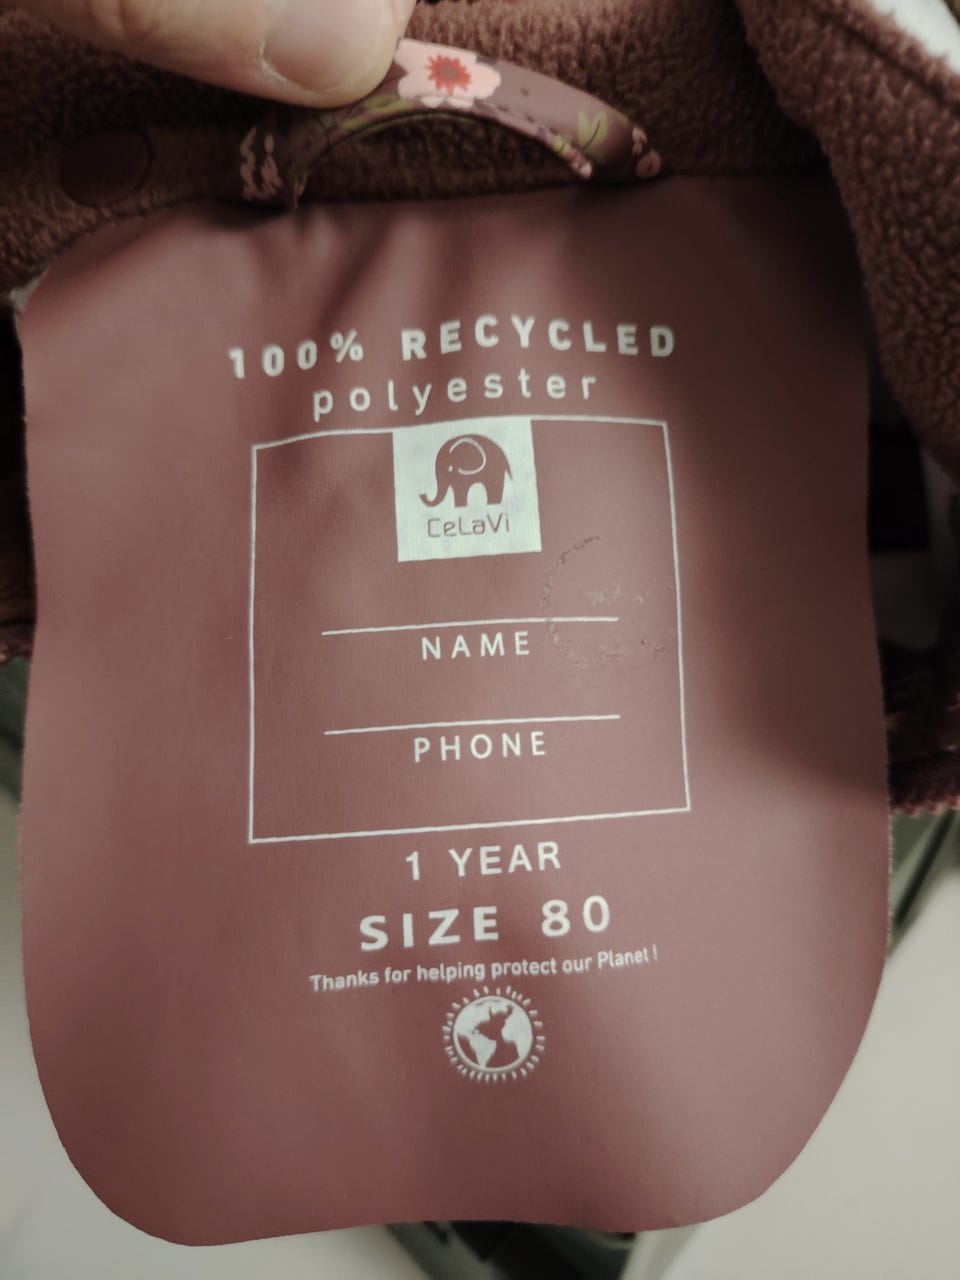 100% RECYCLED
polyester
CeLaVi
NAME
PHONE
1 YEAR
SIZE 80
Thanks for helping protect our Planet !